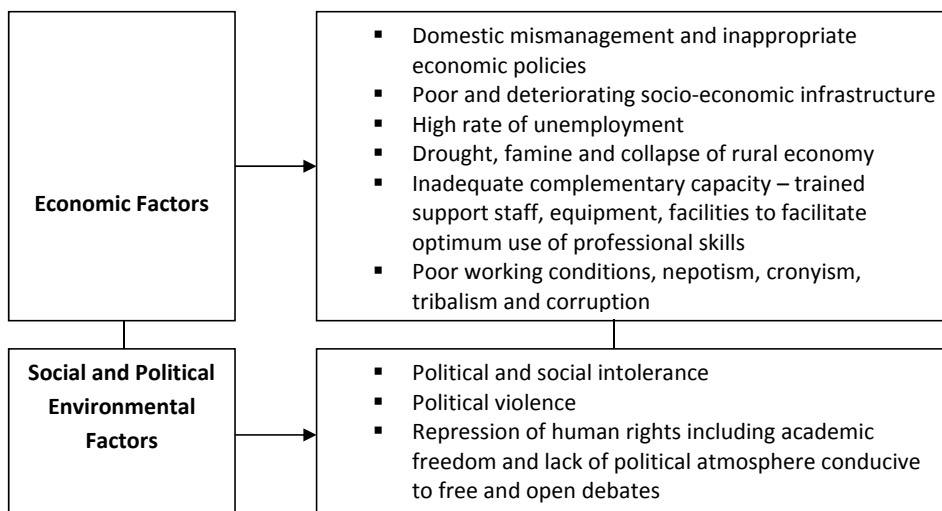 Economic Factors
▪ Domestic mismanagement and inappropriate
economic policies
▪ Poor and deteriorating socio-economic infrastructure
▪ High rate of unemployment
▪ Drought, famine and collapse of rural economy
▪ Inadequate complementary capacity – trained
support staff, equipment, facilities to facilitate
optimum use of professional skills
▪ Poor working conditions, nepotism, cronyism,
tribalism and corruption
Social and Political
Environmental
Factors
▪ Political and social intolerance
▪ Political violence
▪ Repression of human rights including academic
freedom and lack of political atmosphere conducive
to free and open debates